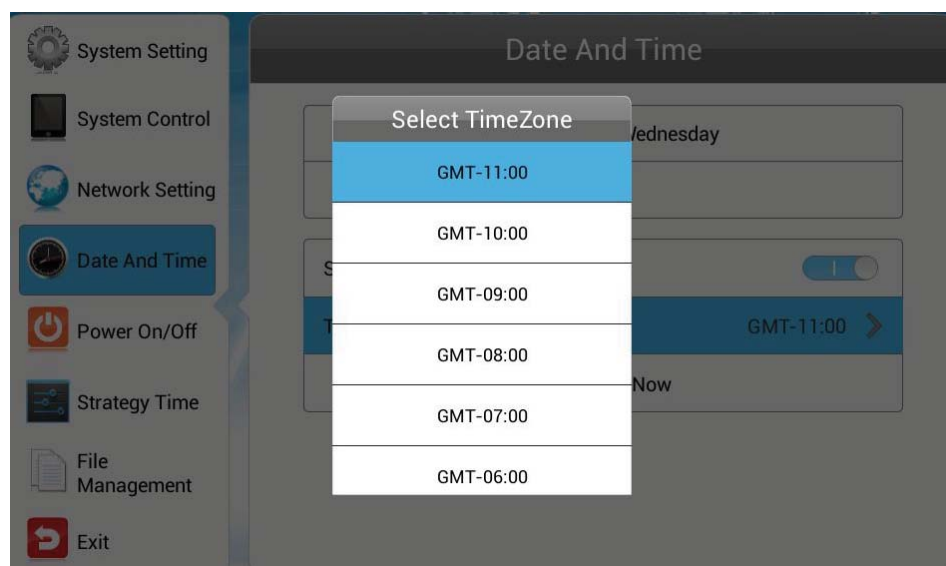 System Setting
System Control
Network Setting
Date And Time
Power On/Off
Strategy Time
File
Management
Exit
Date And Time
Select TimeZone
GMT-11:00
GMT-10:00
GMT-09:00
GMT-08:00
GMT-07:00
GMT-06:00
GMT-11:00
Now